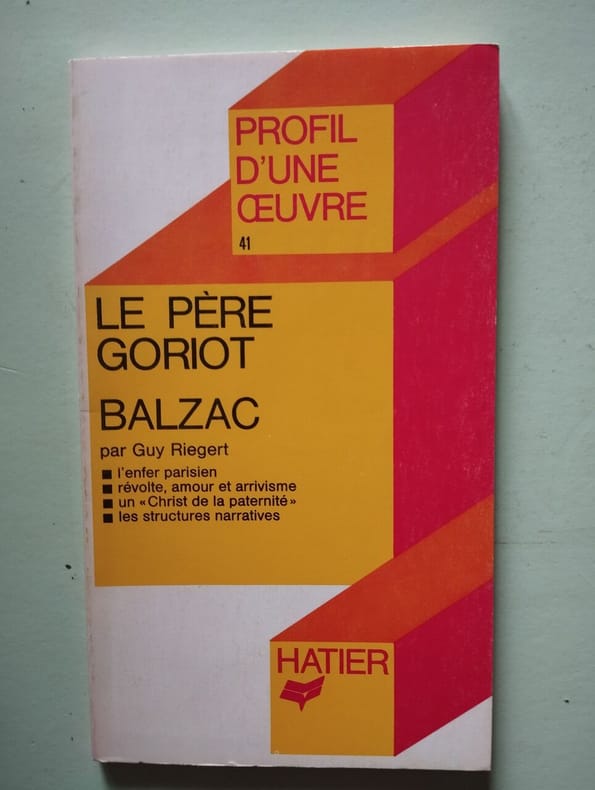 PROFIL
D'UNE
ŒUVRE
41
LE PÈRE
GORIOT
BALZAC
par Guy Riegert
■ l'enfer parisien
■ révolte, amour et arrivisme
■ un «Christ de la paternité»
■ les structures narratives
HATIER